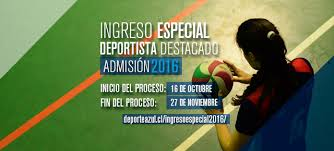 INGRESO ESPECIAL
DEPORTISTA DESTACADO
ADMISIÓN 2016
INICIO DEL PROCESO: 16 DE OCTUBRE
FIN DEL PROCESO: 27 DE NOVIEMBRE
deporteazul.cl/ingresoespecial2016/